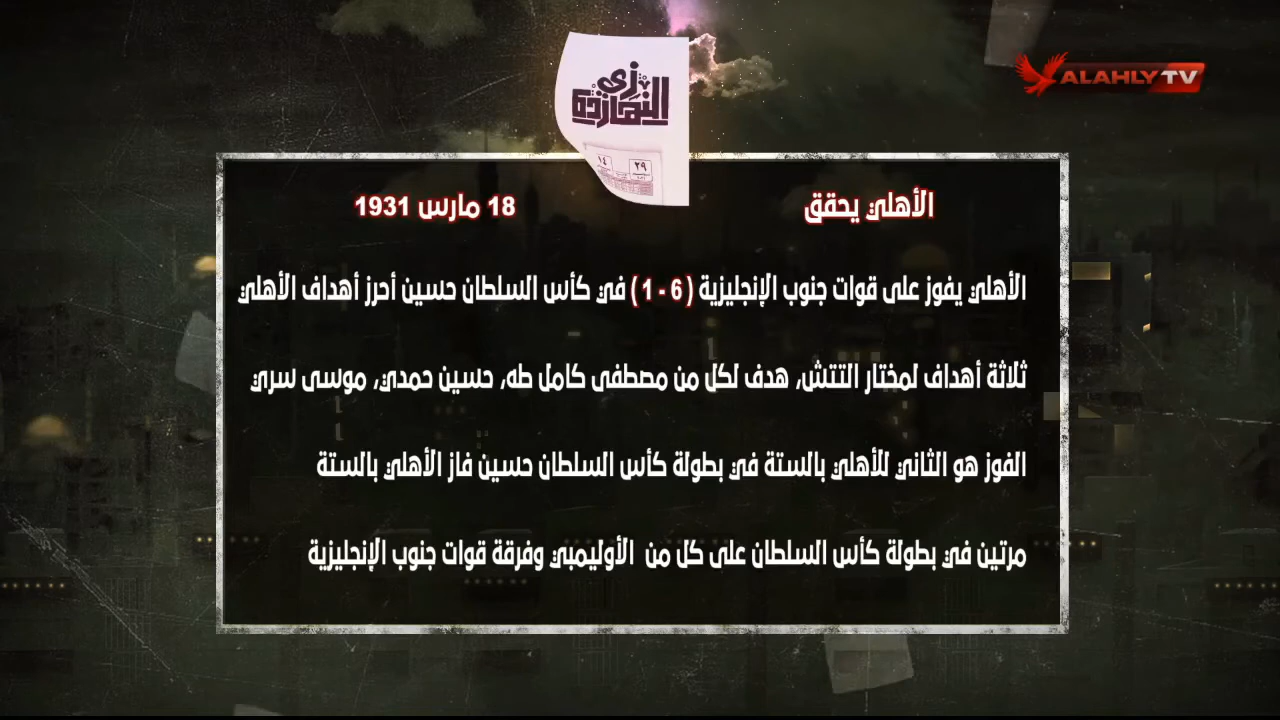 ALAHLY TV
زي
النهارده
١٤ ٢٩
الأهلي يحقق
18 مارس 1931
الأهلي يفوز على قوات جنوب الإنجليزية (6 - 1) في كأس السلطان حسين أحرز أهداف الأهلي
ثلاثة أهداف لمختار التتش، هدف لكل من مصطفى كامل طه، حسين حمدي، موسى سري
الفوز هو الثاني للأهلي بالستة في بطولة كأس السلطان حسين فاز الأهلي بالستة
مرتين في بطولة كأس السلطان على كل من الأوليمبي وفرقة قوات جنوب الإنجليزية